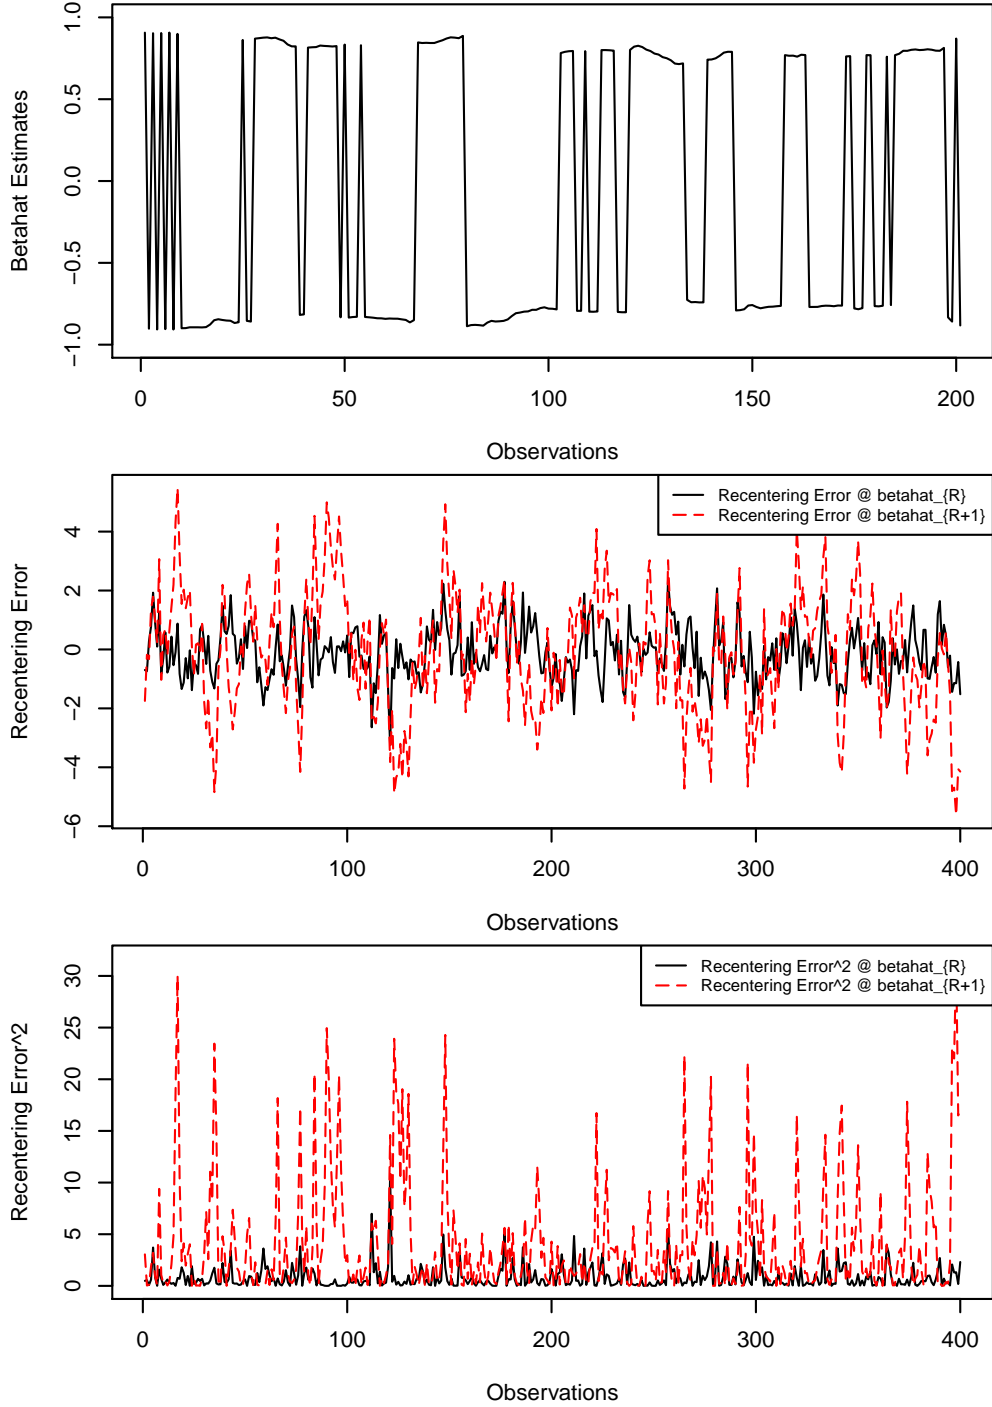 Betahat Estimates
1.0
0.5
0.0
−0.5
−1.0
0 50 100 150 200
Observations
Recentering Error
4
2
0
−2
−4
−6
Recentering Error @ betahat_{R}
Recentering Error @ betahat_{R+1}
0 100 200 300 400
Observations
Recentering Error^2
30
25
20
15
10
5
0
Recentering Error^2 @ betahat_{R}
Recentering Error^2 @ betahat_{R+1}
0 100 200 300 400
Observations